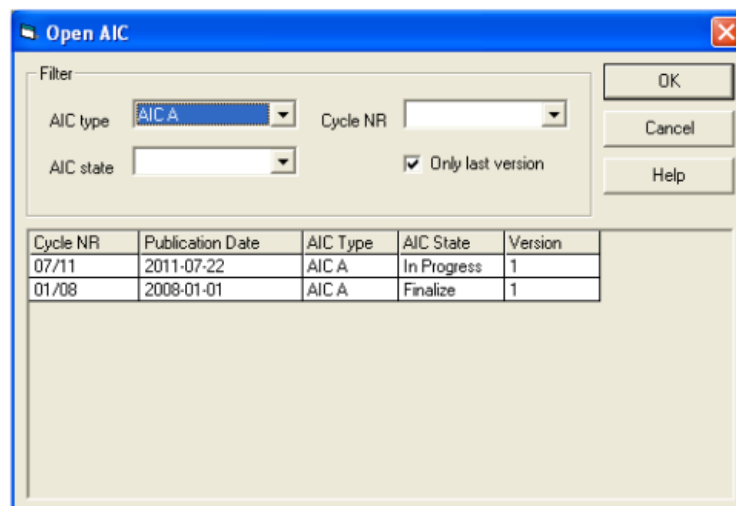 Open AIC
Filter
OK
AIC type AIC A Cycle NR
Cancel
AIC state Only last version
Help
Cycle NR Publication Date AIC Type AIC State Version
07/11 2011-07-22 AIC A In Progress 1
01/08 2008-01-01 AIC A Finalize 1